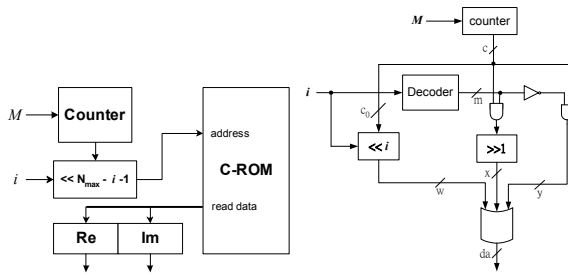 M
Counter
i
<< Nmax - i -1
address
C-ROM
read data
Re
Im
M
counter
c
i
Decoder
m
c0
<< i
>>1
w
x
y
da